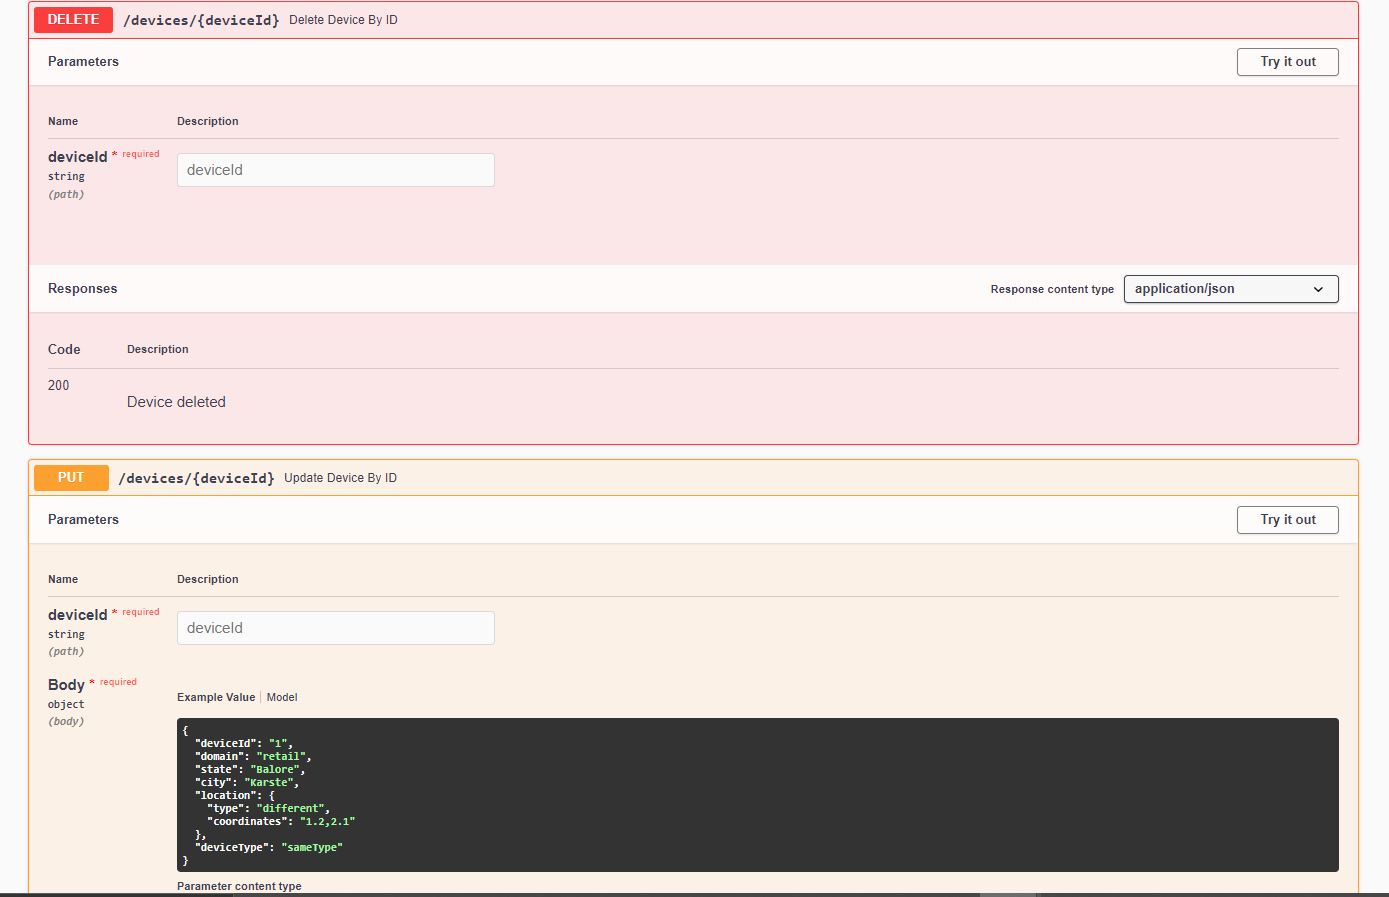 DELETE /devices/{deviceId} Delete Device By ID
Parameters Try it out
Name Description
deviceId * required
string
(path)
deviceId
Responses Response content type application/json
Code Description
200
Device deleted
PUT /devices/{deviceId} Update Device By ID
Parameters Try it out
Name Description
deviceId * required
string
(path)
deviceId
Body * required
object
(body)
Example Value Model
{
"deviceId": "1",
"domain": "retail",
"state": "Balore",
"city": "Karste",
"location": {
"type": "different",
"coordinates": "1.2,2.1"
},
"deviceType": "sameType"
}
Parameter content type